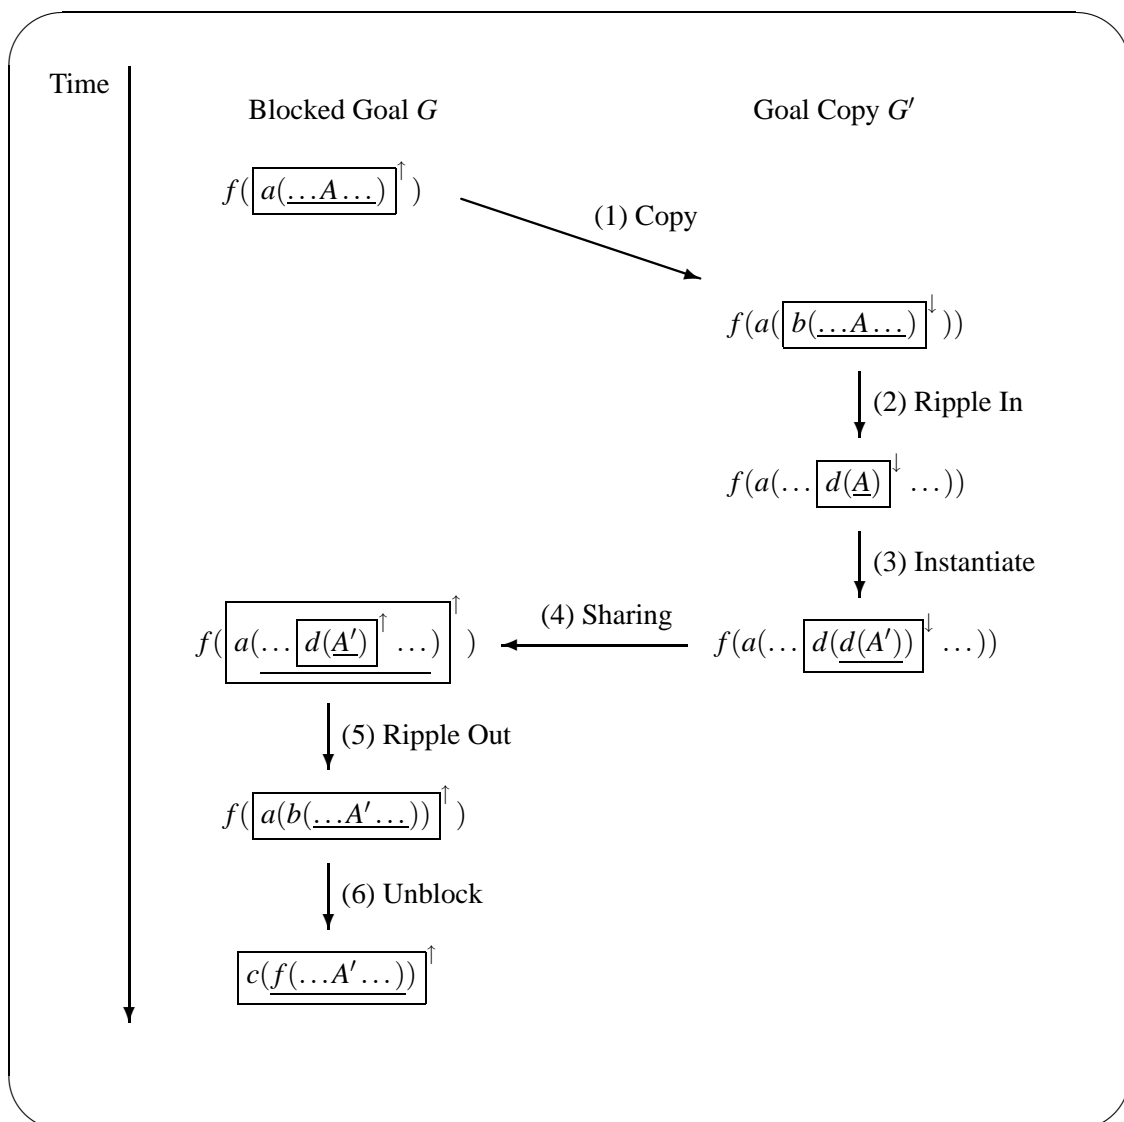 Time
Blocked Goal G
Goal Copy G′
f( a(…A…) ↑ )
(1) Copy
f(a( b(…A…) ↓ ))
(2) Ripple In
f(a(… d(A) ↓ …))
(3) Instantiate
f( a(… d(A′) ↑ …) ↑ )
(4) Sharing
f(a(… d(d(A′)) ↓ …))
(5) Ripple Out
f( a(b(…A′…)) ↑ )
(6) Unblock
c(f(…A′…)) ↑